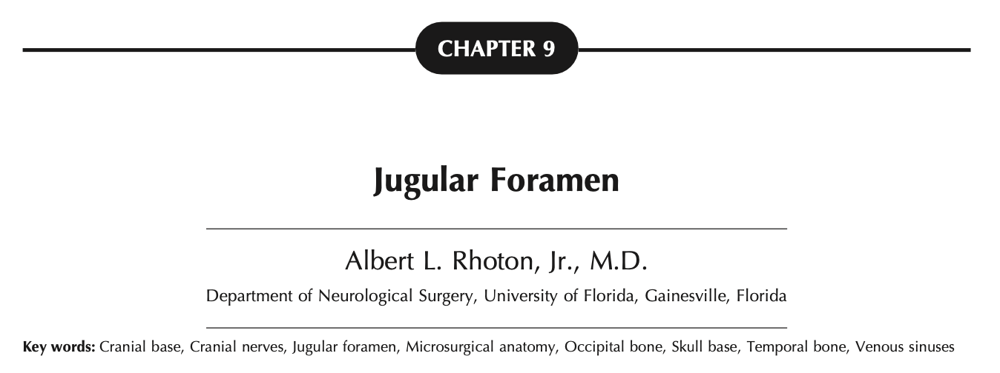 CHAPTER 9
Jugular Foramen
Albert L. Rhoton, Jr., M.D.
Department of Neurological Surgery, University of Florida, Gainesville, Florida
Key words: Cranial base, Cranial nerves, Jugular foramen, Microsurgical anatomy, Occipital bone, Skull base, Temporal bone, Venous sinuses